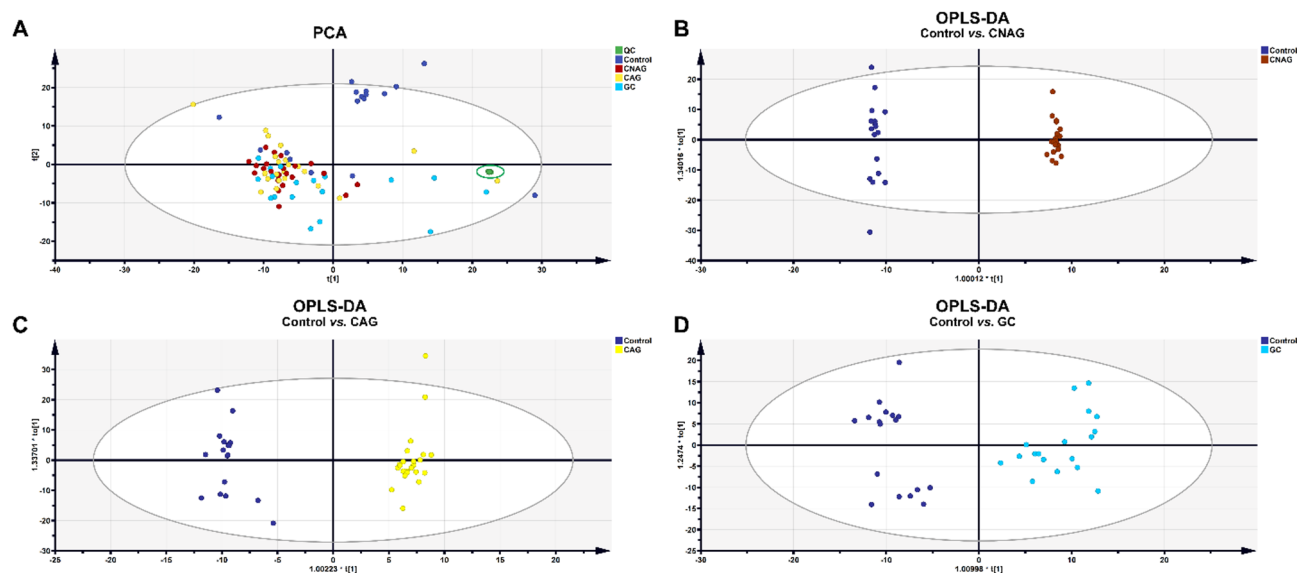 A
PCA
QC
Control
CNAG
CAG
GC
t[2]
20
10
0
-10
-20
-40
-30
-20
-10
0
10
20
30
t[1]
B
OPLS-DA
Control vs. CNAG
Control
CNAG
1.34016 * to[1]
30
20
10
0
-10
-20
-30
-40
-30
-20
-10
0
10
20
1.00012 * t[1]
C
OPLS-DA
Control vs. CAG
Control
CAG
1.33701 * to[1]
30
20
10
0
-10
-20
-30
-25
-20
-15
-10
-5
0
5
10
15
20
1.00223 * t[1]
D
OPLS-DA
Control vs. GC
Control
GC
1.2474 * to[1]
20
15
10
5
0
-5
-10
-15
-20
-25
-30
-20
-10
0
10
20
1.09998 * t[1]